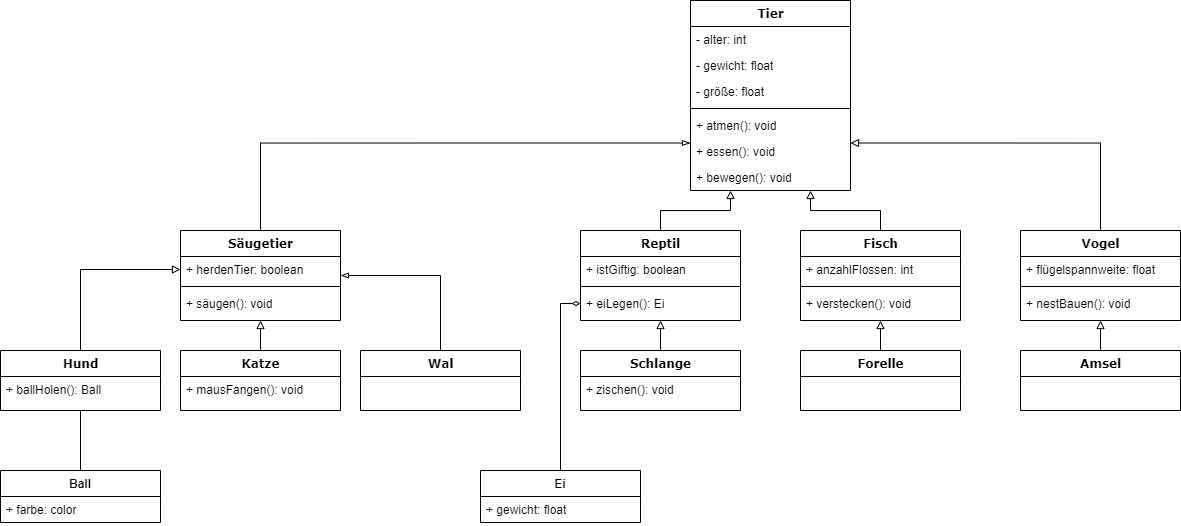 Tier
- alter: int
- gewicht: float
- größe: float
+ atmen(): void
+ essen(): void
+ bewegen(): void
Säugetier
+ herdenTier: boolean
+ säugen(): void
Reptil
+ istGiftig: boolean
+ eiLegen(): Ei
Fisch
+ anzahlFlossen: int
+ verstecken(): void
Vogel
+ flügelspannweite: float
+ nestBauen(): void
Hund
+ ballHolen(): Ball
Katze
+ mausFangen(): void
Wal
Schlange
+ zischen(): void
Forelle
Amsel
Ball
+ farbe: color
Ei
+ gewicht: float